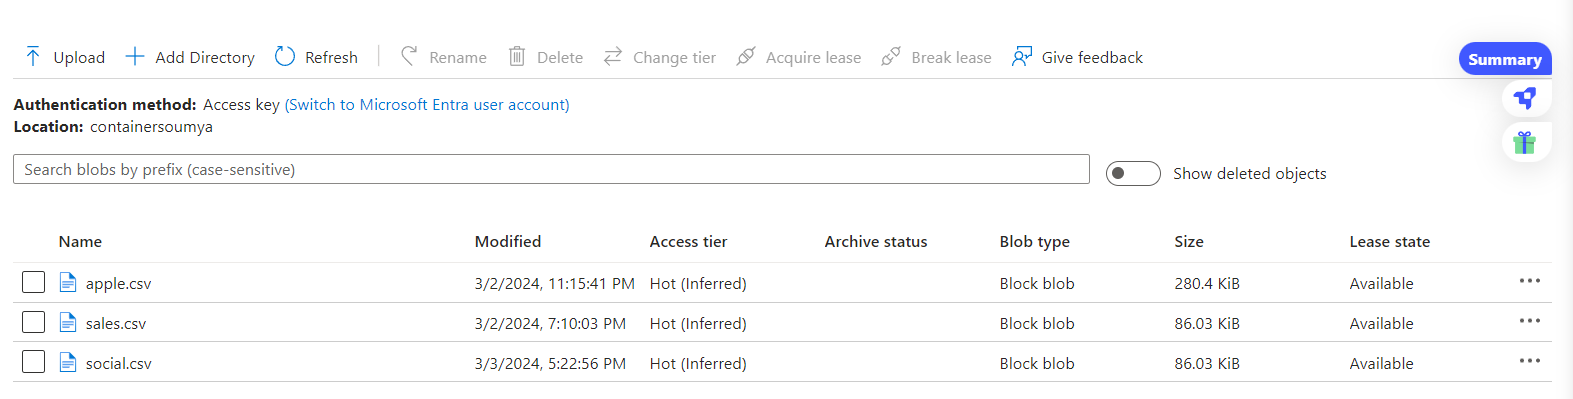 Upload Add Directory Refresh Rename Delete Change tier Acquire lease Break lease Give feedback
Summary
Authentication method: Access key (Switch to Microsoft Entra user account)
Location: containersoumya
Search blobs by prefix (case-sensitive)
Show deleted objects
Name Modified Access tier Archive status Blob type Size Lease state
apple.csv 3/2/2024, 11:15:41 PM Hot (Inferred) Block blob 280.4 KiB Available
sales.csv 3/2/2024, 7:10:03 PM Hot (Inferred) Block blob 86.03 KiB Available
social.csv 3/3/2024, 5:22:56 PM Hot (Inferred) Block blob 86.03 KiB Available